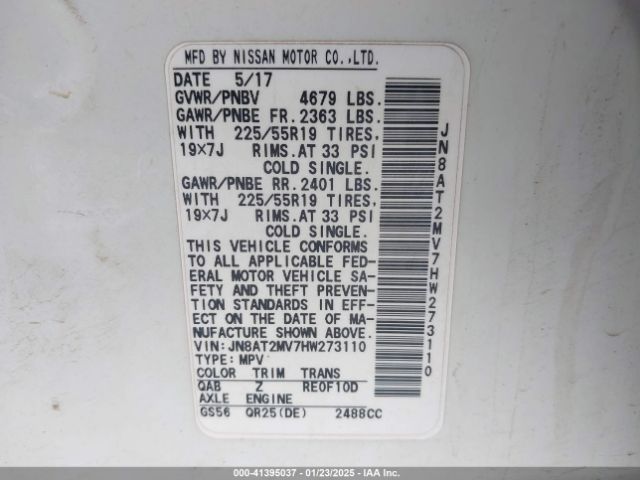 MFD BY NISSAN MOTOR CO.,LTD.
DATE 5/17
GVWR/PNBV 4679 LBS.
GAWR/PNBE FR.2363 LBS.
WITH 225/55R19 TIRES,
19×7J RIMS.AT 33 PSI
COLD SINGLE.
GAWR/PNBE RR.2401 LBS.
WITH 225/55R19 TIRES,
19×7J RIMS.AT 33 PSI
COLD SINGLE.
THIS VEHICLE CONFORMS
TO ALL APPLICABLE FED-
ERAL MOTOR VEHICLE SA-
FETY AND THEFT PREVEN-
TION STANDARDS IN EFF-
ECT ON THE DATE OF MA-
NUFACTURE SHOWN ABOVE.
VIN:JN8AT2MV7HW273110
TYPE:MPV
COLOR TRIM TRANS
QAB Z RE0F10D
AXLE ENGINE
GS56 QR25(DE) 2488CC
JN8AT2MV7HW273110
000-41395037 - 01/23/2025 - IAA Inc.